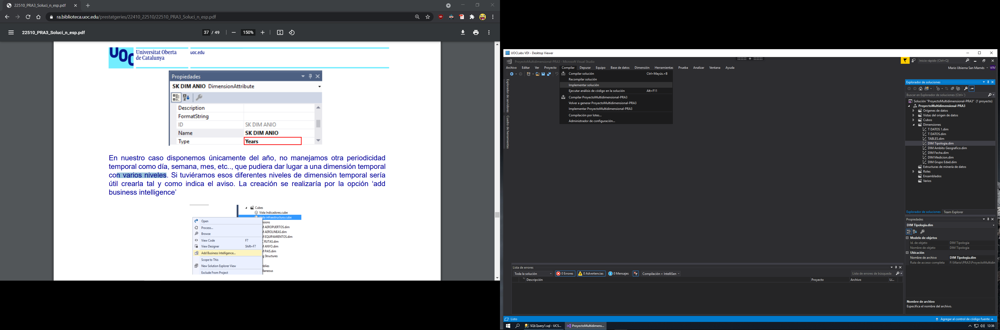 22510_PRA3_Soluci_n_esp.pdf
ra.biblioteca.uoc.edu/prestatgeries/22410_22510/22510_PRA3_Soluci_n_esp.pdf
22510_PRA3_Soluci_n_esp.pdf
37 / 49
150%
UOC
Universitat Oberta
de Catalunya
uoc.edu
Propiedades
SK DIM ANIO DimensionAttribute
Description
FormatString
ID SK DIM ANIO
Name SK DIM ANIO
Type Years
En nuestro caso disponemos únicamente del año, no manejamos otra periodicidad
temporal como día, semana, mes, etc.., que pudiera dar lugar a una dimensión temporal
con varios niveles. Si tuviéramos esos diferentes niveles de dimensión temporal sería
útil crearla tal y como indica el aviso. La creación se realizaría por la opción ‘add
business intelligence’
Cubes
Vista Indicadores.cube
Vista infraestructura.cube
nsions
M AEROPUERTOS.dim
M AEROLINEAS.dim
M EQUIPAMIENTOS.dim
C RUTAS.dim
M ANYO.dim
M PAIS.dim
g Structures
nblies
llaneous
Open
Process...
Browse
View Code F7
View Designer Shift+F7
Add Business Intelligence...
Scope to This
New Solution Explorer View
Exclude From Project
UOCLabs VDI - Desktop Viewer
ProyectoMultidimensional-PRA3 - Microsoft Visual Studio
Inicio rápido (Ctrl+Q)
Archivo Editar Ver Proyecto Compilar Depurar Equipo Base de datos Dimensión Herramientas Prueba Analizar Ventana Ayuda
Mario Ubierna San Mamés
Compilar solución Ctrl+Mayús.+B
Recompilar solución
Implementar solución
Ejecutar análisis de código en la solución Alt+F11
Compilar ProyectoMultidimensional-PRA3
Volver a generar ProyectoMultidimensional-PRA3
Implementar ProyectoMultidimensional-PRA3
Compilación por lotes...
Administrador de configuración...
Explorador de servidores
Cuadro de herramientas
Explorador de soluciones
Buscar en Explorador de soluciones (Ctrl+¨)
Solución "ProyectoMultidimensional-PRA3" (1 proyecto)
ProyectoMultidimensional-PRA3
Orígenes de datos
Vistas del origen de datos
Cubos
Dimensiones
T DATOS 1.dim
T DATOS.dim
TABLES.dim
DIM Tipologia.dim
DIM Ambito Geografico.dim
DIM Fecha.dim
DIM Medicion.dim
DIM Grupo Edad.dim
Estructuras de minería de datos
Roles
Ensamblados
Varios
Explorador de soluciones Team Explorer
Propiedades
DIM Tipologia.dim
Modelo de objetos
Id. de objeto DIM Tipologia
Nombre de objeto DIM Tipologia
Ubicación
Nombre de archivo DIM Tipologia.dim
Ruta de acceso completa F:\Mario\PRA3\ProyectoMultidin
Nombre de archivo
Especifica el nombre del archivo.
Lista de errores
Toda la solución 0 Errores 0 Advertencias 0 Mensajes Compilación + IntelliSen Lista de errores de búsqueda
Descripción Proyecto Archivo Lí...
Listo
Agregar al control de código fuente
SQLQuery1.sql - UCS... ProyectoMultidimens... 12:36